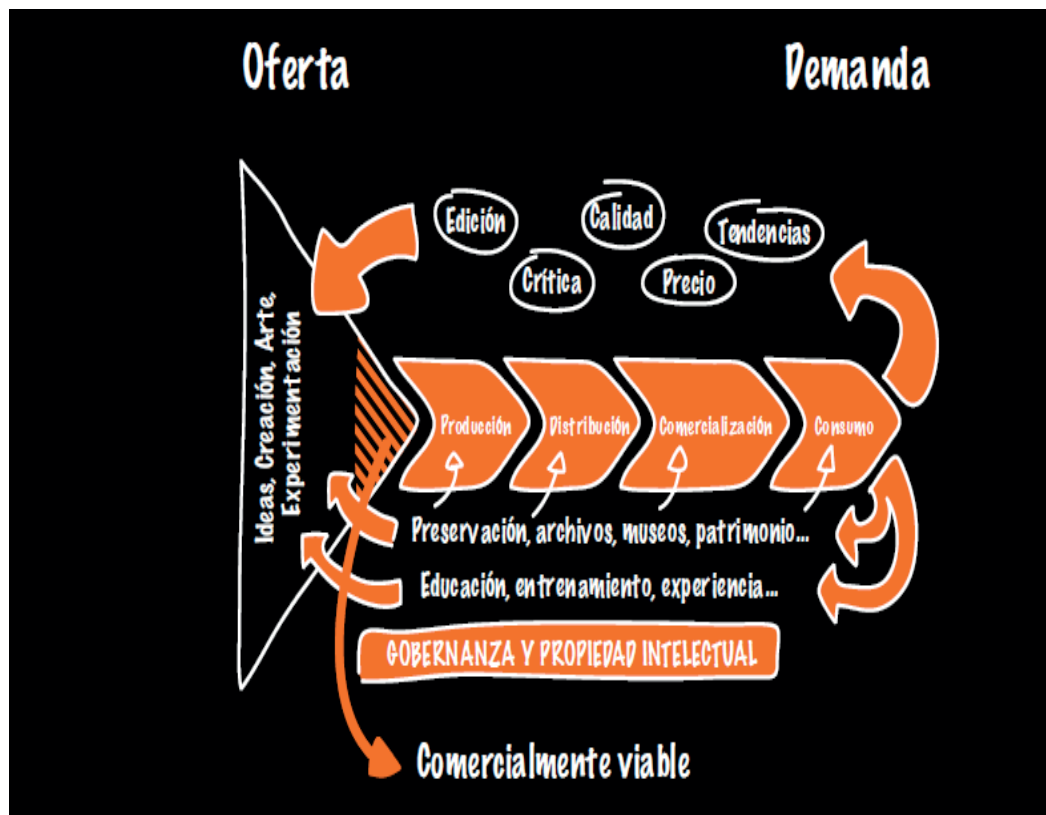 Oferta
Demanda
Edición
Calidad
Tendencias
Crítica
Precio
Ideas, Creación, Arte,
Experimentación
Producción
Distribución
Comercialización
Consumo
Preservación, archivos, museos, patrimonio...
Educación, entrenamiento, experiencia...
GOBERNANZA Y PROPIEDAD INTELECTUAL
Comercialmente viable